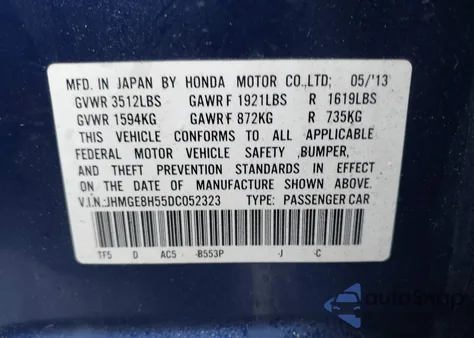 MFD. IN JAPAN BY HONDA MOTOR CO.,LTD; 05/'13
GVWR 3512LBS GAWR F 1921LBS R 1619LBS
GVWR 1594KG GAWR F 872KG R 735KG
THIS VEHICLE CONFORMS TO ALL APPLICABLE
FEDERAL MOTOR VEHICLE SAFETY ,BUMPER,
AND THEFT PREVENTION STANDARDS IN EFFECT
ON THE DATE OF MANUFACTURE SHOWN ABOVE.
V.I.N.:JHMGE8H55DC052323 TYPE: PASSENGER CAR
TF5 D AC5 -B553P -J -C
autostrap